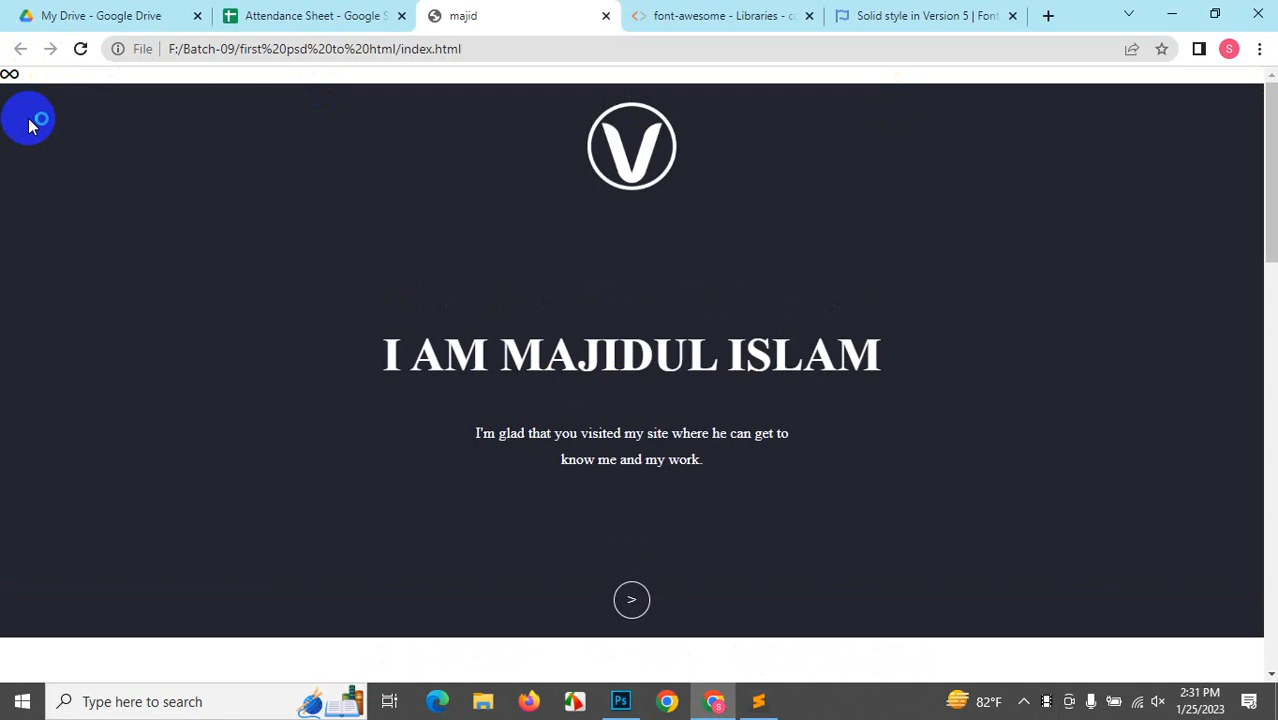 My Drive - Google Drive
Attendance Sheet - Google S
majid
font-awesome - Libraries - c
Solid style in Version 5 | Font
File
F:/Batch-09/first%20psd%20to%20html/index.html
S
∞
V
I AM MAJIDUL ISLAM
I'm glad that you visited my site where he can get to
know me and my work.
>
Type here to search
Ps
S
82°F
2:31 PM
1/25/2023